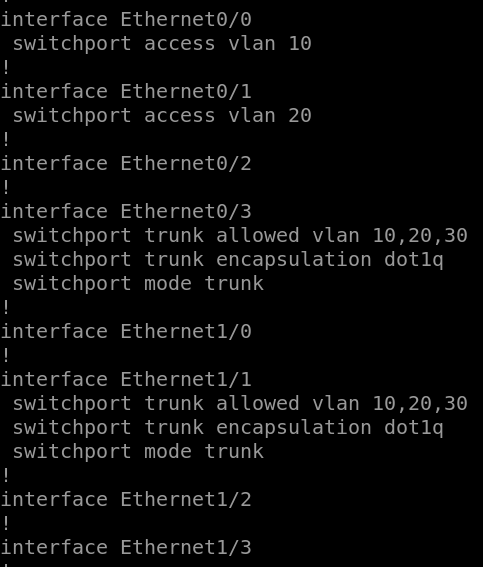 !
interface Ethernet0/0
 switchport access vlan 10
!
interface Ethernet0/1
 switchport access vlan 20
!
interface Ethernet0/2
!
interface Ethernet0/3
 switchport trunk allowed vlan 10,20,30
 switchport trunk encapsulation dot1q
 switchport mode trunk
!
interface Ethernet1/0
!
interface Ethernet1/1
 switchport trunk allowed vlan 10,20,30
 switchport trunk encapsulation dot1q
 switchport mode trunk
!
interface Ethernet1/2
!
interface Ethernet1/3
!